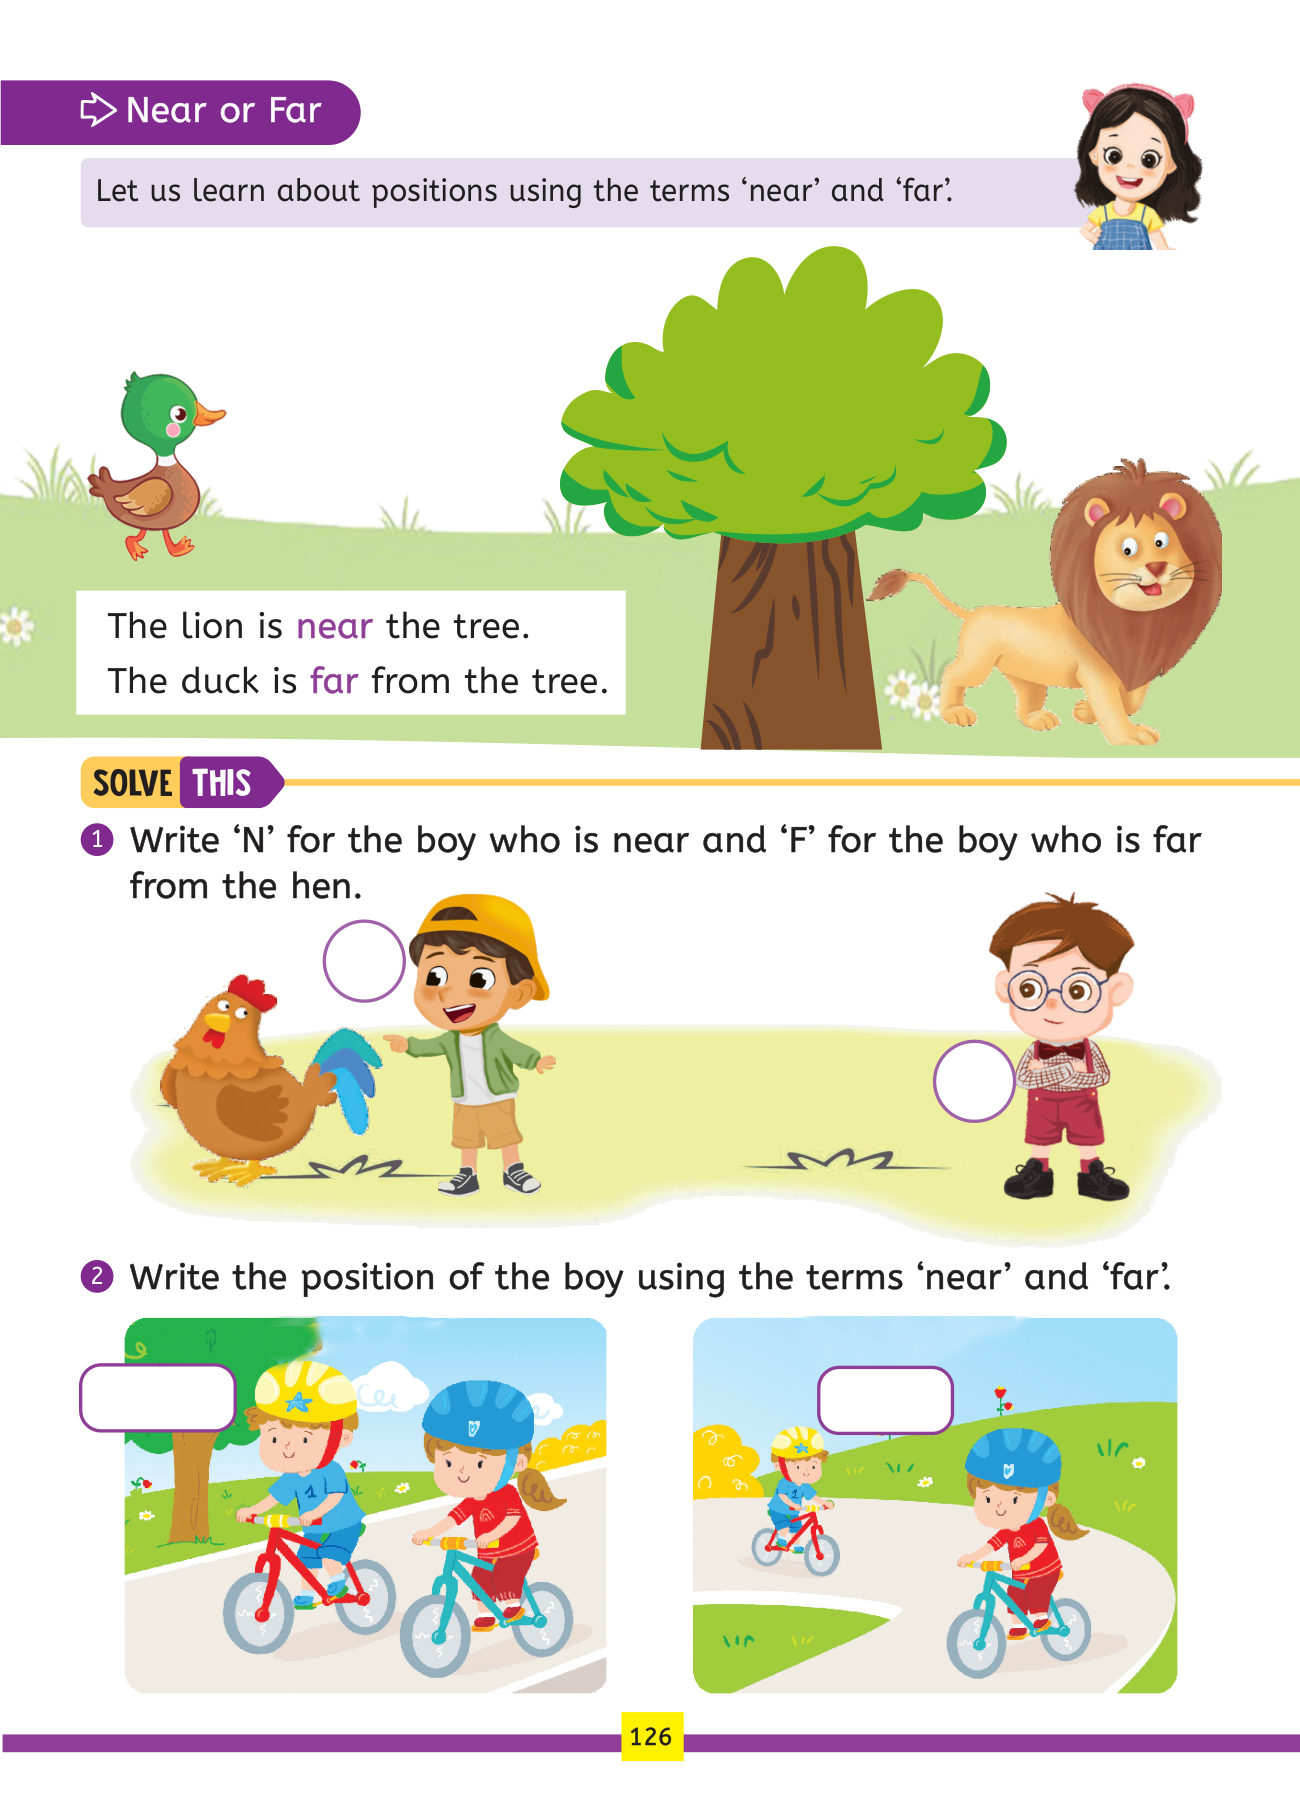 Near or Far
Let us learn about positions using the terms ‘near’ and ‘far’.
The lion is near the tree.
The duck is far from the tree.
SOLVE THIS
1 Write ‘N’ for the boy who is near and ‘F’ for the boy who is far
from the hen.
2 Write the position of the boy using the terms ‘near’ and ‘far’.
1
1
126